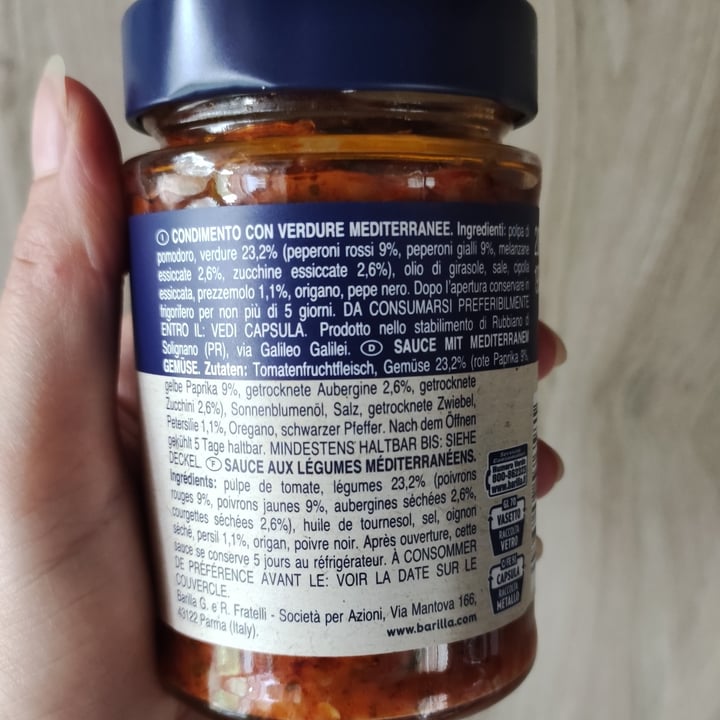 I CONDIMENTO CON VERDURE MEDITERRANEE. Ingredienti: polpa di
pomodoro, verdure 23,2% (peperoni rossi 9%, peperoni gialli 9%, melanzane
essiccate 2,6%, zucchine essiccate 2,6%), olio di girasole, sale, cipolla
essiccata, prezzemolo 1,1%, origano, pepe nero. Dopo l'apertura conservare in
frigorifero per non più di 5 giorni. DA CONSUMARSI PREFERIBILMENTE
ENTRO IL: VEDI CAPSULA. Prodotto nello stabilimento di Rubbiano di
Solignano (PR), via Galileo Galilei. D SAUCE MIT MEDITERRANEM
GEMÜSE. Zutaten: Tomatenfruchtfleisch, Gemüse 23,2% (rote Paprika 9%,
gelbe Paprika 9%, getrocknete Aubergine 2,6%, getrocknete
Zucchini 2,6%), Sonnenblumenöl, Salz, getrocknete Zwiebel,
Petersilie 1,1%, Oregano, schwarzer Pfeffer. Nach dem Öffnen
gekühlt 5 Tage haltbar. MINDESTENS HALTBAR BIS: SIEHE
DECKEL. F SAUCE AUX LÉGUMES MÉDITERRANÉENS.
Ingrédients: pulpe de tomate, légumes 23,2% (poivrons
rouges 9%, poivrons jaunes 9%, aubergines séchées 2,6%,
courgettes séchées 2,6%), huile de tournesol, sel, oignon
séché, persil 1,1%, origan, poivre noir. Après ouverture, cette
sauce se conserve 5 jours au réfrigérateur. À CONSOMMER
DE PRÉFÉRENCE AVANT LE: VOIR LA DATE SUR LE
COUVERCLE.
Barilla G. e R. Fratelli - Società per Azioni, Via Mantova 166,
43122 Parma (Italy).
www.barilla.com
Numero Verde
www.barilla.it
GL 70
VASETTO
RACCOLTA
VETRO
CAPSULA
RACCOLTA
METALLO